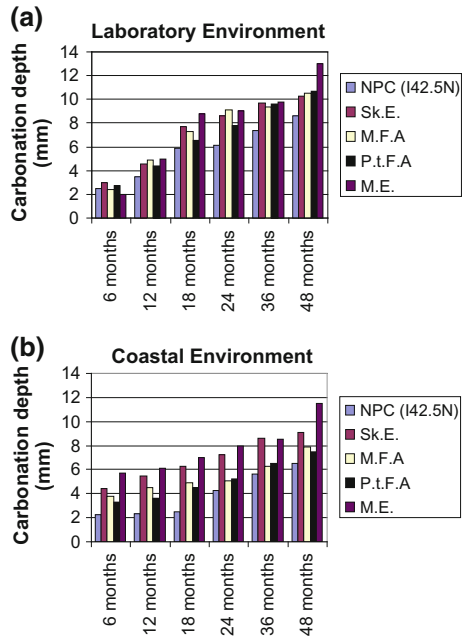 (a)
Laboratory Environment
Carbonation depth
(mm)
14
12
10
8
6
4
2
0
6 months
12 months
18 months
24 months
36 months
48 months
NPC (I42.5N)
Sk.E.
M.F.A
P.t.F.A
M.E.
(b)
Coastal Environment
Carbonation depth
(mm)
14
12
10
8
6
4
2
0
6 months
12 months
18 months
24 months
36 months
48 months
NPC (I42.5N)
Sk.E.
M.F.A
P.t.F.A
M.E.